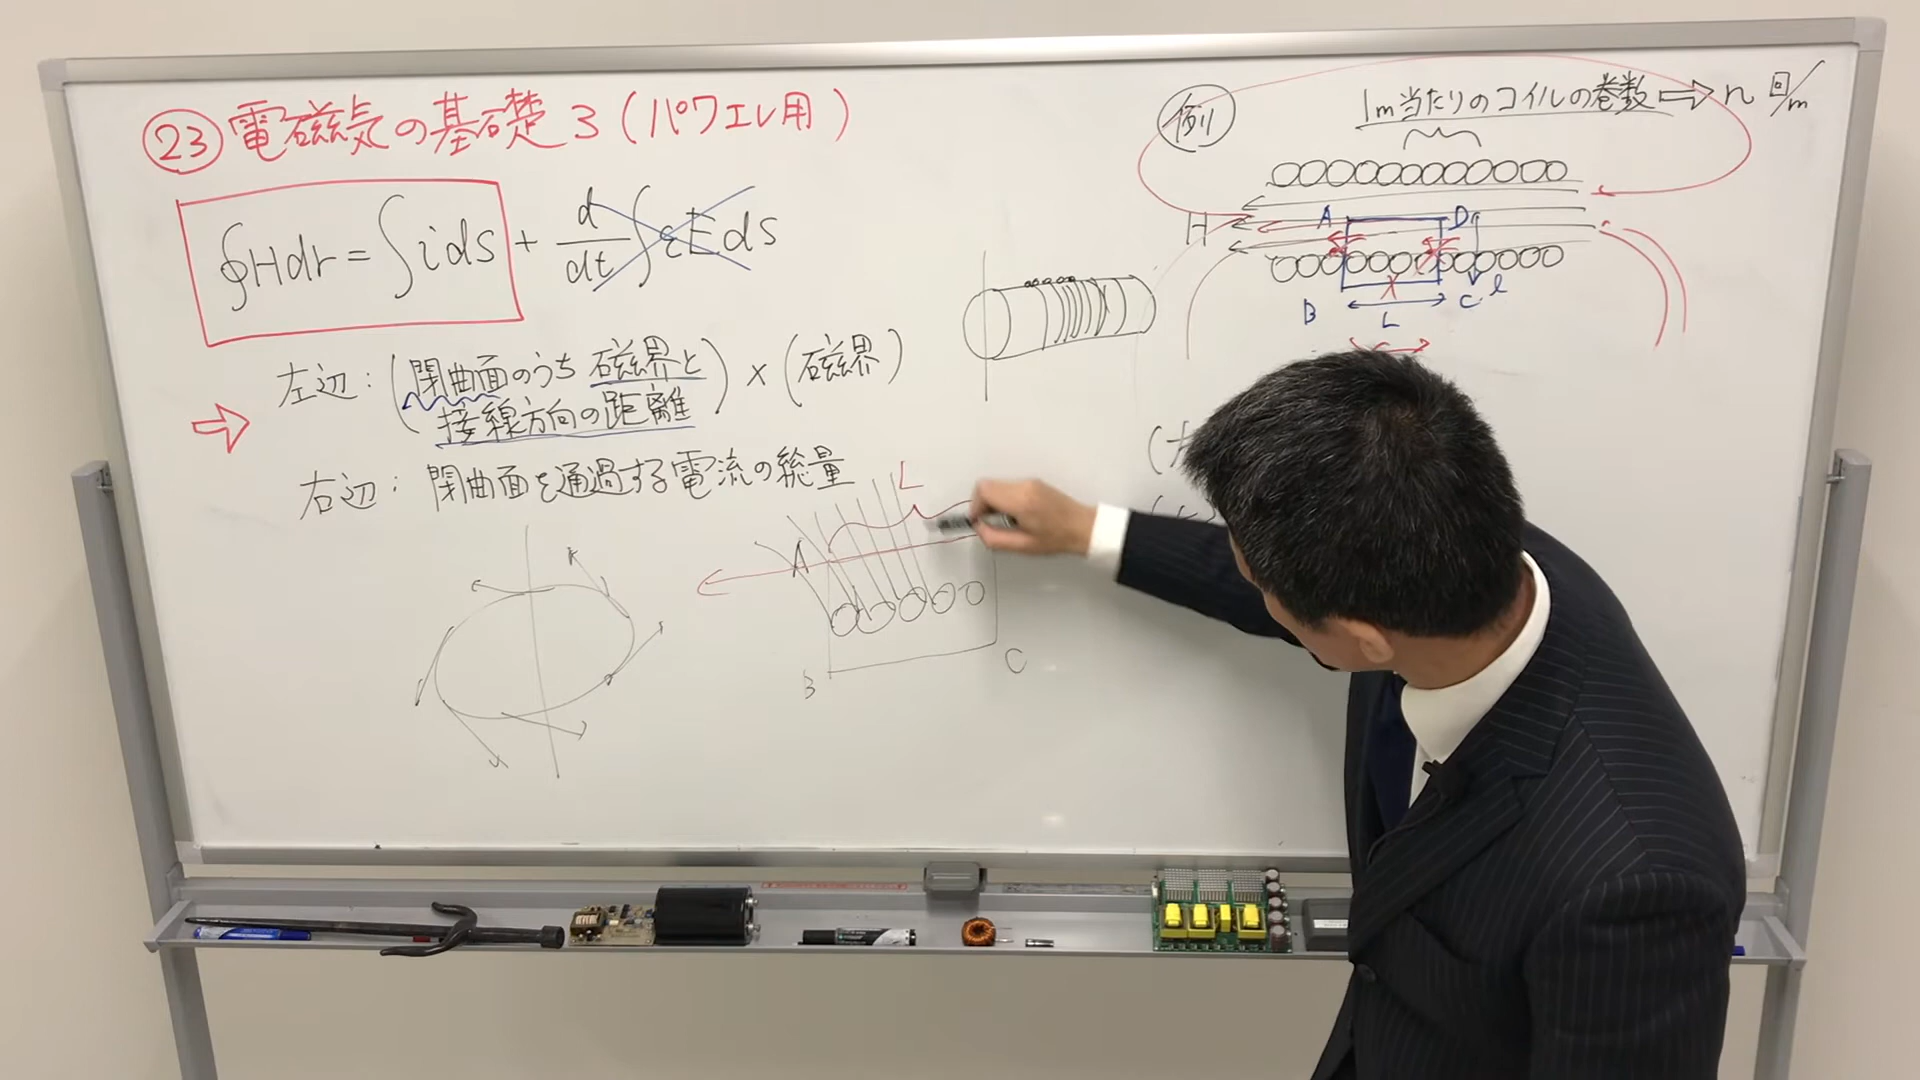 ㉓ 電磁気の基礎 3 (パワエレ用)
∮Hdr = ∫ids + d/dt ∫εEds
左辺: (閉曲面のうち 磁界と
接線方向の距離) × (磁界)
⇨
右辺: 閉曲面を通過する電流の総量
A
L
B
C
例
1m当たりのコイルの巻数 ⇨ n 回/m
H
A
D
B
L
C
l